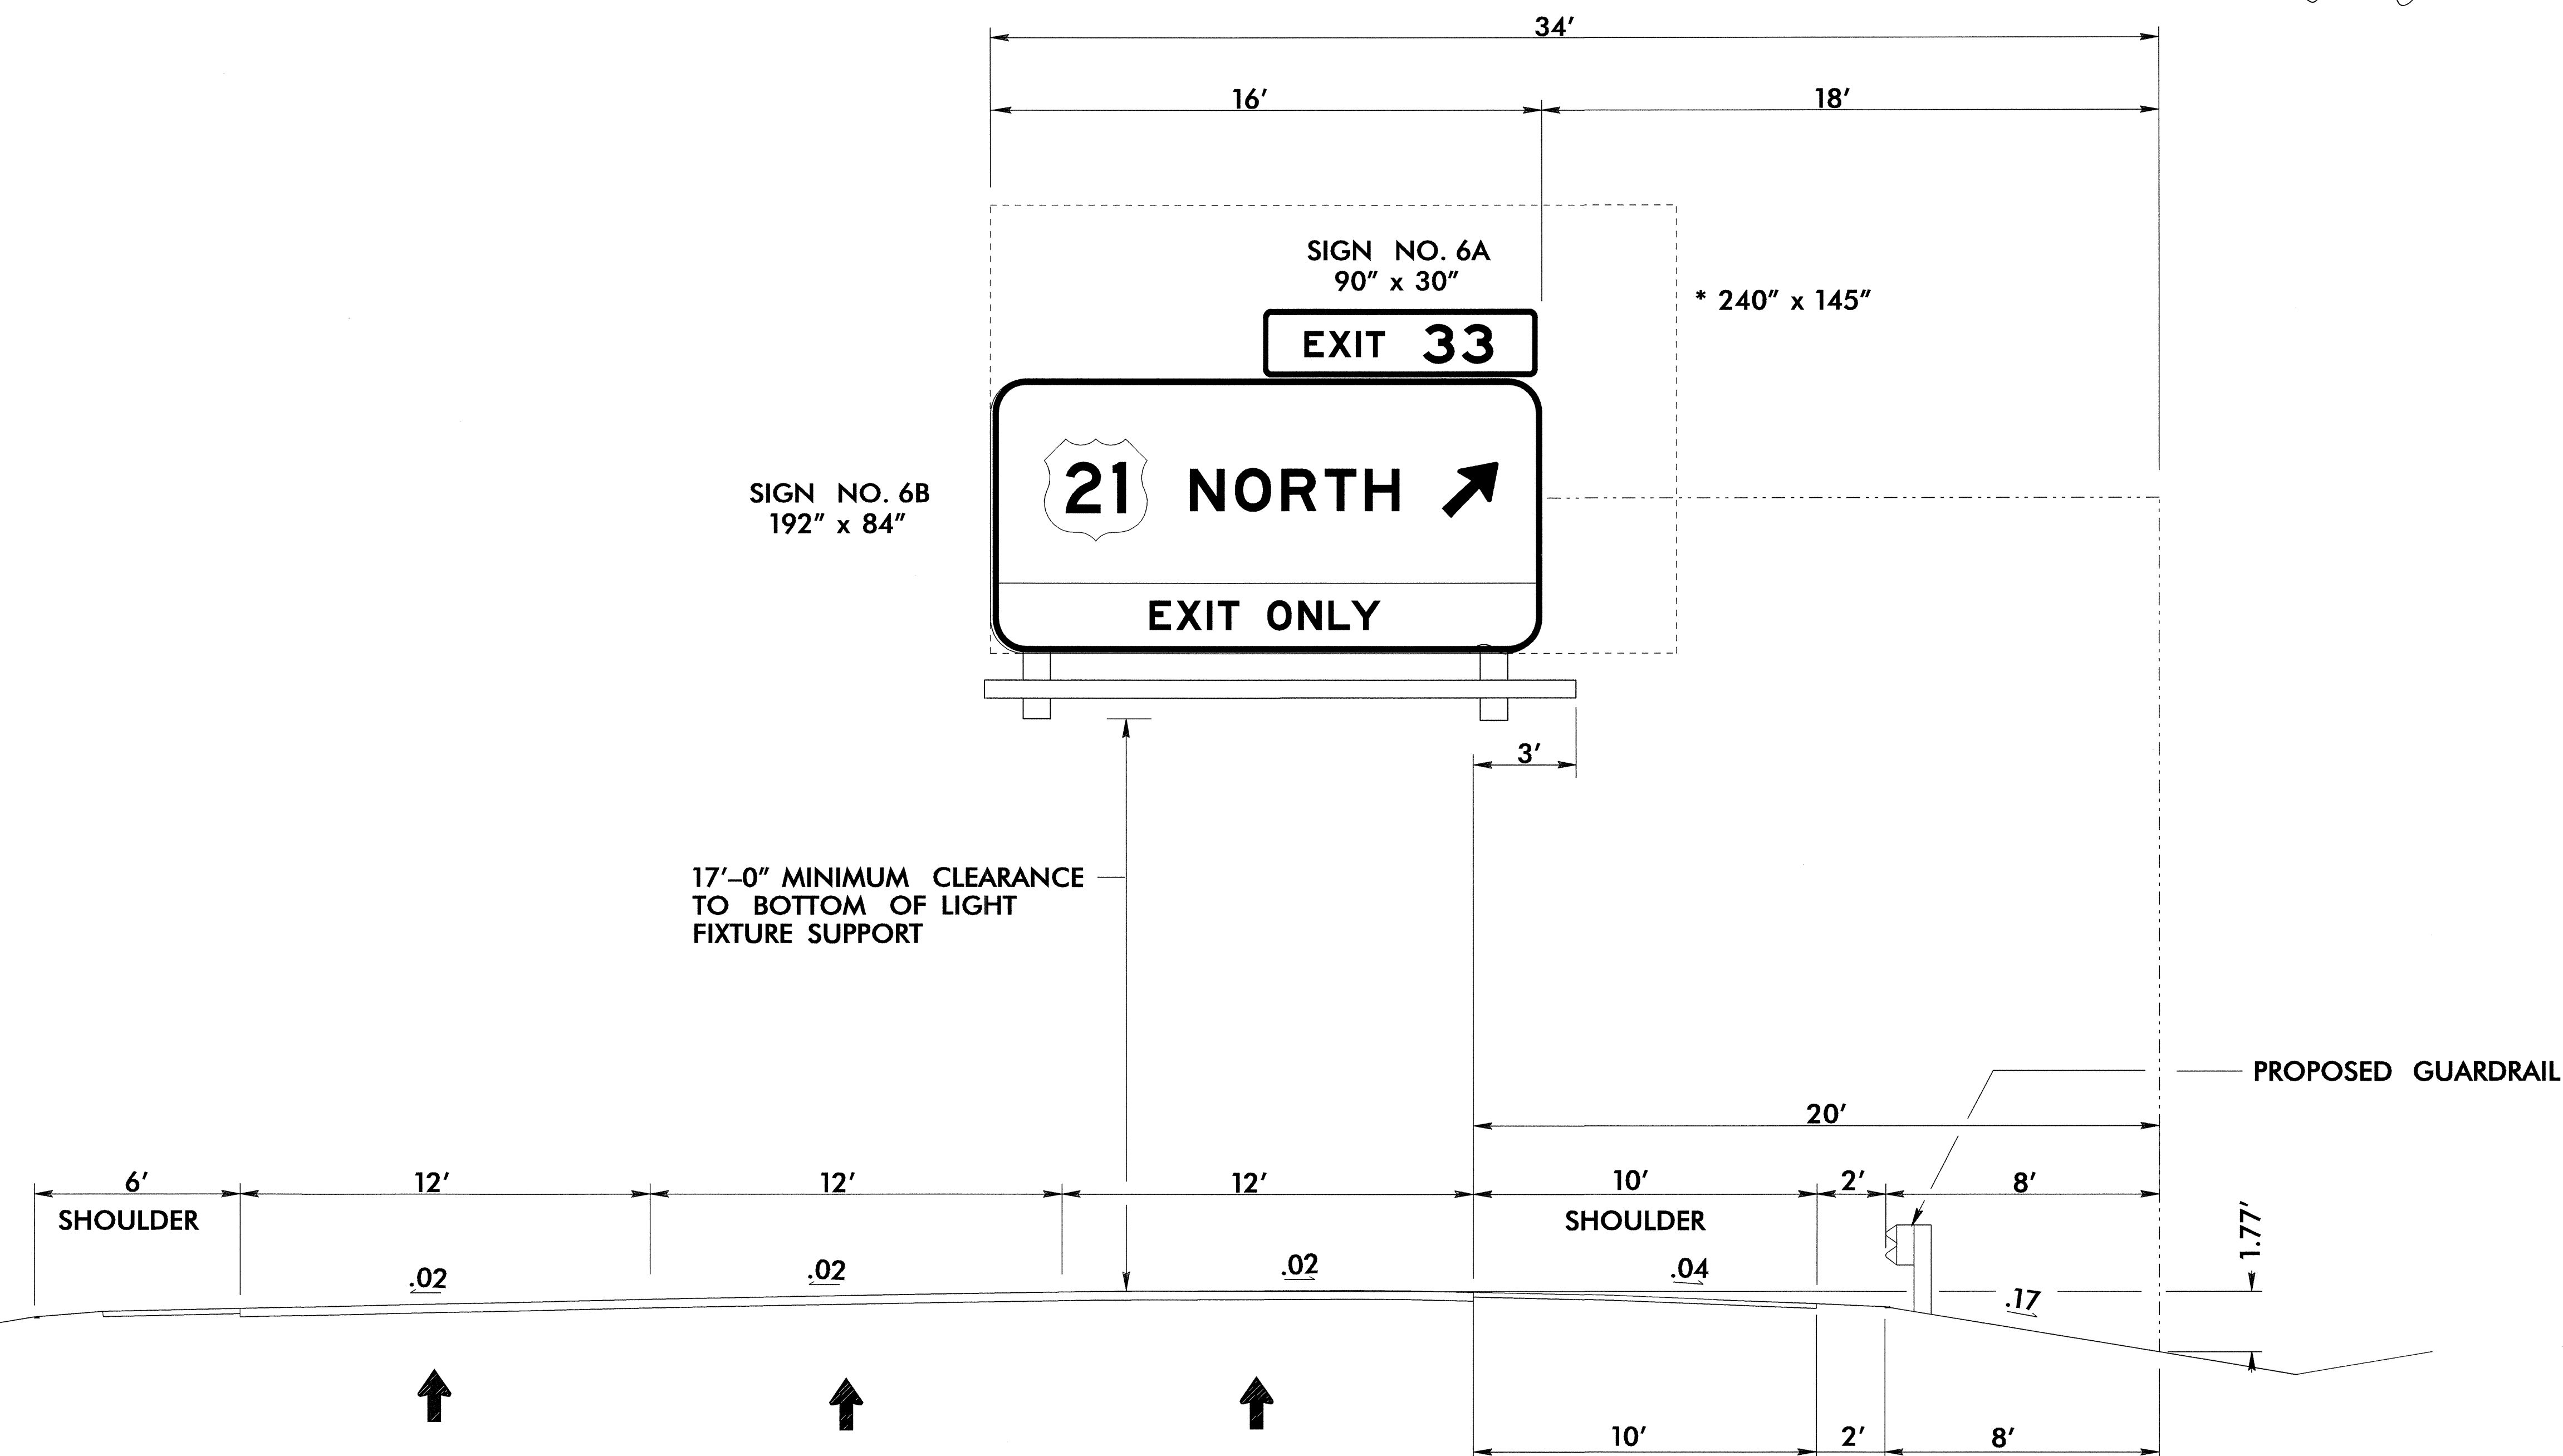 34'
16'
18'
SIGN NO. 6A
90" x 30"
* 240" x 145"
EXIT 33
21 NORTH
SIGN NO. 6B
192" x 84"
EXIT ONLY
3'
17'–0" MINIMUM CLEARANCE
TO BOTTOM OF LIGHT
FIXTURE SUPPORT
PROPOSED GUARDRAIL
20'
6'
12'
12'
12'
10'
2'
8'
SHOULDER
SHOULDER
1.77'
.02
.02
.02
.04
.17
10'
2'
8'